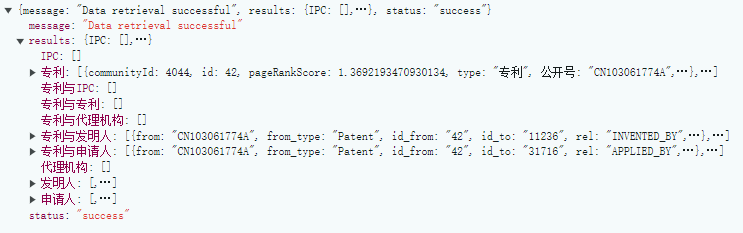 {message: "Data retrieval successful", results: {IPC: [],…}, status: "success"}
message: "Data retrieval successful"
results: {IPC: [],…}
IPC: []
专利: [{communityId: 4044, id: 42, pageRankScore: 1.3692193470930134, type: "专利", 公开号: "CN103061774A",…},…]
专利与IPC: []
专利与专利: []
专利与代理机构: []
专利与发明人: [{from: "CN103061774A", from_type: "Patent", id_from: "42", id_to: "11236", rel: "INVENTED_BY",…},…]
专利与申请人: [{from: "CN103061774A", from_type: "Patent", id_from: "42", id_to: "31716", rel: "APPLIED_BY",…},…]
代理机构: []
发明人: [,…]
申请人: [,…]
status: "success"